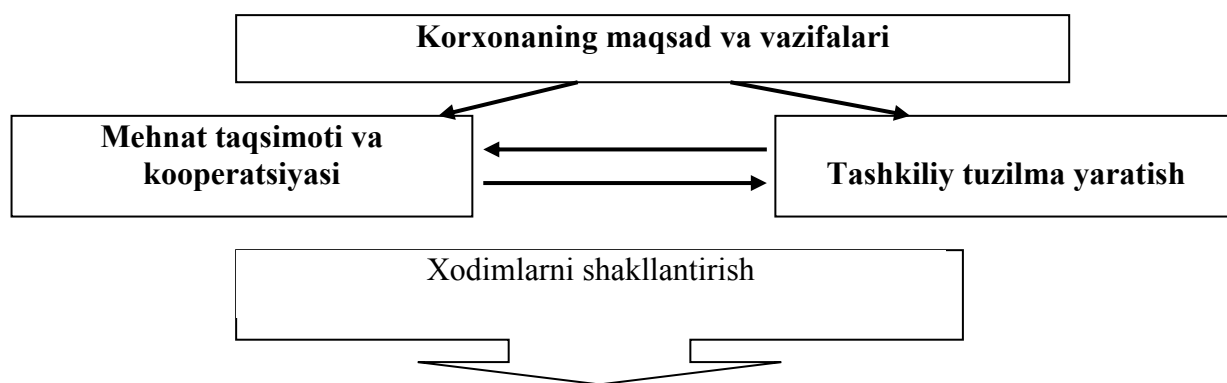 Korxonaning maqsad va vazifalari
Mehnat taqsimoti va
kooperatsiyasi
Tashkiliy tuzilma yaratish
Xodimlarni shakllantirish